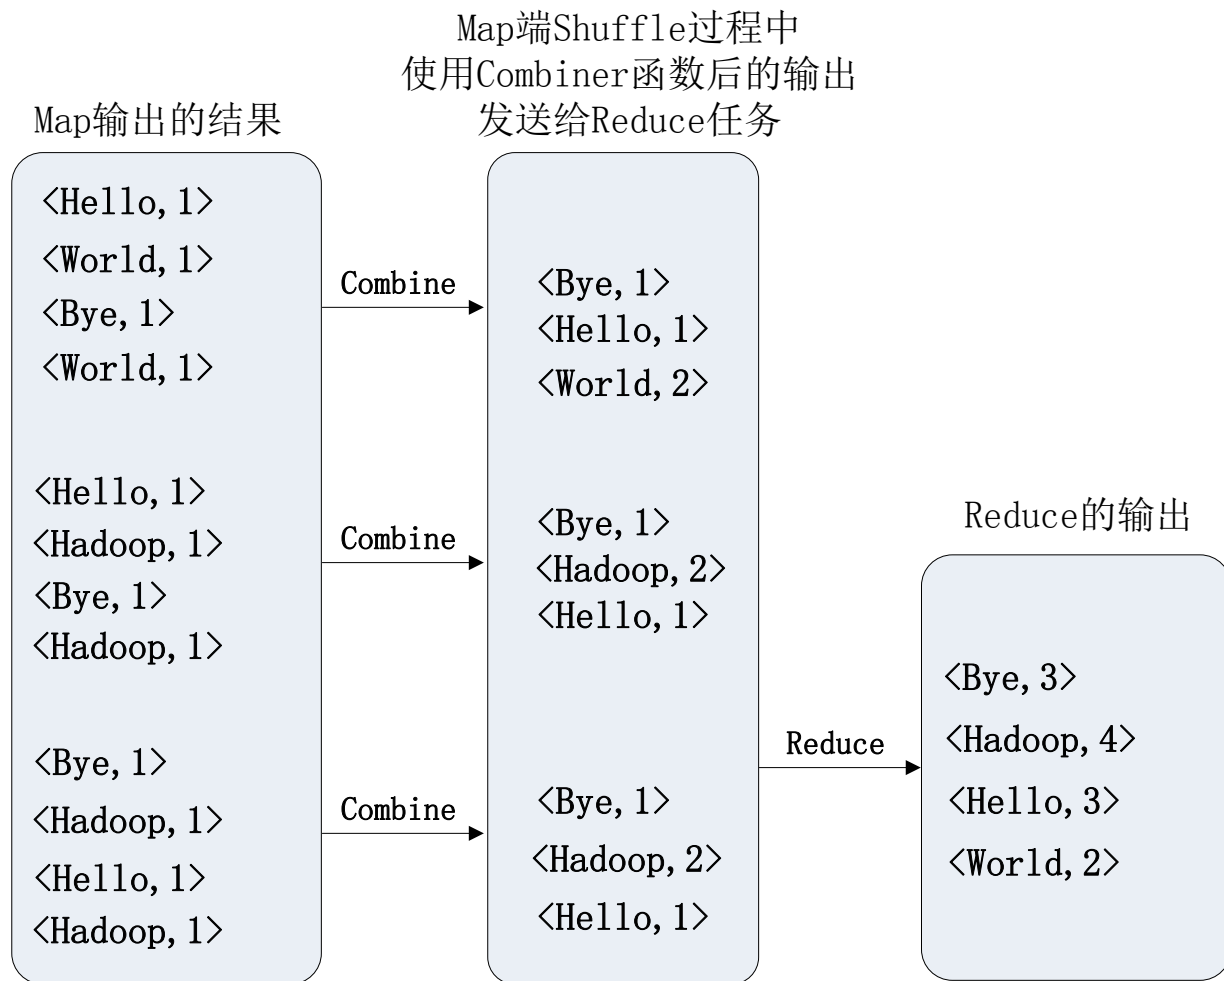 Map输出的结果
<Hello,1>
<World,1>
<Bye,1>
<World,1>
<Hello,1>
<Hadoop,1>
<Bye,1>
<Hadoop,1>
<Bye,1>
<Hadoop,1>
<Hello,1>
<Hadoop,1>
Combine
Combine
Combine
Map端Shuffle过程中
使用Combiner函数后的输出
发送给Reduce任务
<Bye,1>
<Hello,1>
<World,2>
<Bye,1>
<Hadoop,2>
<Hello,1>
<Bye,1>
<Hadoop,2>
<Hello,1>
Reduce
Reduce的输出
<Bye,3>
<Hadoop,4>
<Hello,3>
<World,2>